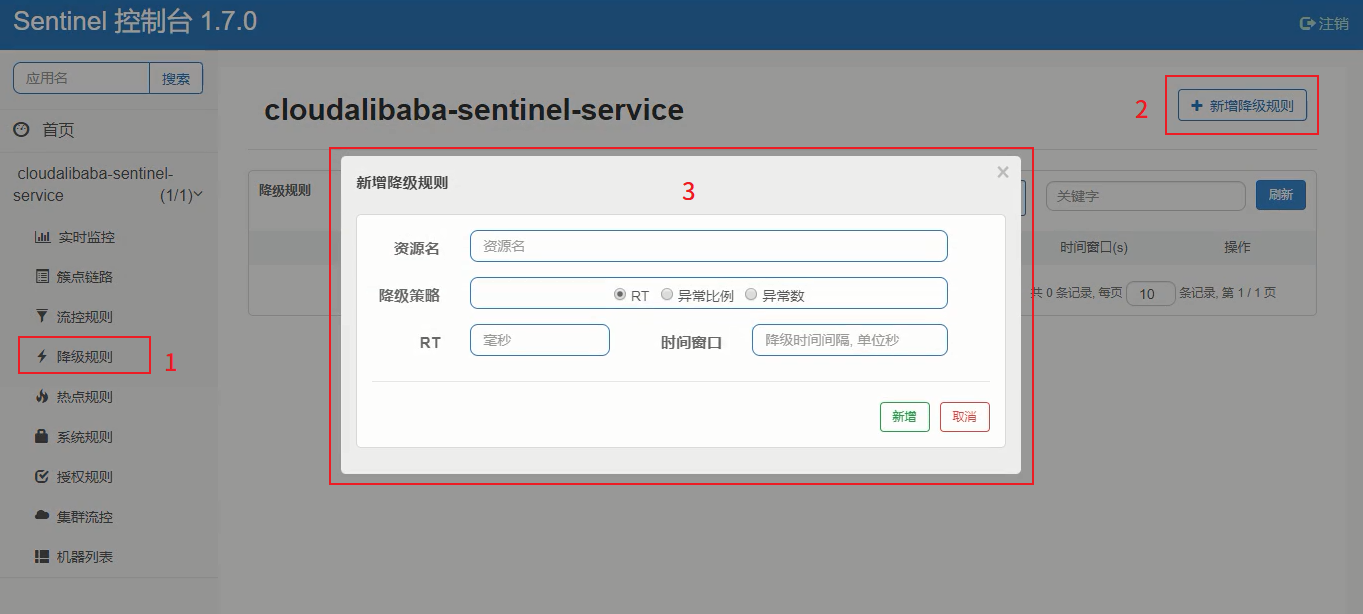 Sentinel 控制台 1.7.0
注销
应用名
搜索
首页
cloudalibaba-sentinel-
service
(1/1)
实时监控
簇点链路
流控规则
降级规则
1
热点规则
系统规则
授权规则
集群流控
机器列表
cloudalibaba-sentinel-service
2
新增降级规则
降级规则
关键字
刷新
时间窗口(s)
操作
共 0 条记录, 每页 10 条记录, 第 1 / 1 页
新增降级规则
3
×
资源名
资源名
降级策略
RT 异常比例 异常数
RT
毫秒
时间窗口
降级时间间隔, 单位秒
新增
取消